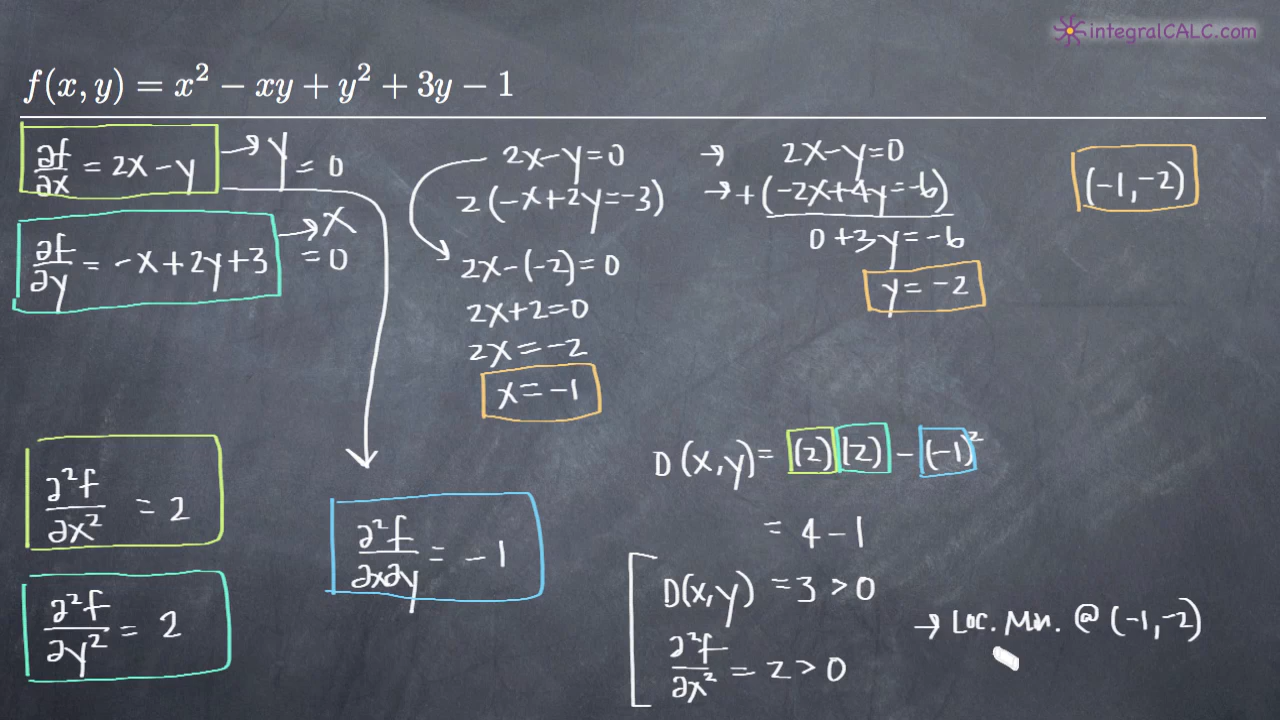 integralCALC.com
f(x, y) = x² − xy + y² + 3y − 1
∂f/∂x = 2x − y → y = 0
∂f/∂y = −x + 2y + 3 → x = 0
2x − y = 0
2(−x + 2y = −3)
2x − (−2) = 0
2x + 2 = 0
2x = −2
x = −1
→ 2x − y = 0
→ + (−2x + 4y = −6)
0 + 3y = −6
y = −2
(−1, −2)
∂²f/∂x² = 2
∂²f/∂y² = 2
∂²f/∂x∂y = −1
D(x, y) = (2)(2) − (−1)²
= 4 − 1
D(x, y) = 3 > 0
∂²f/∂x² = 2 > 0
→ Loc. Min. @ (−1, −2)